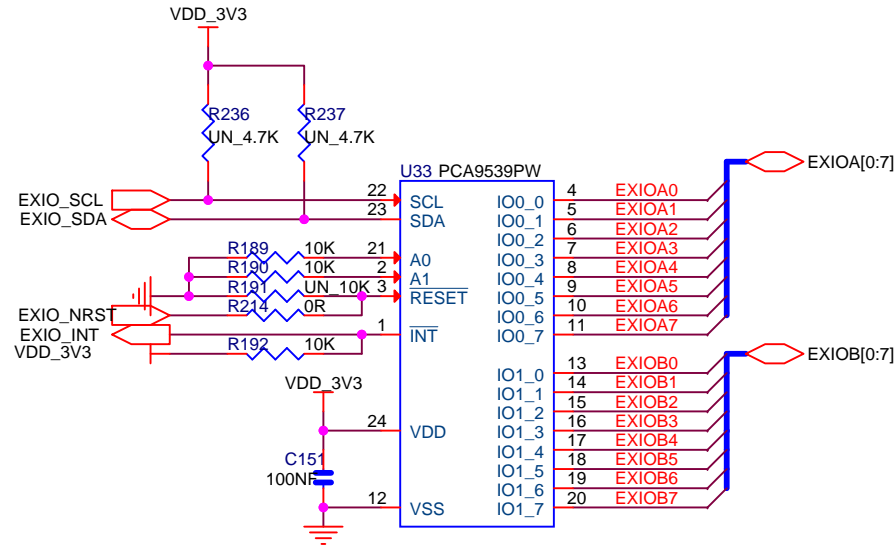 VDD_3V3
R236
UN_4.7K
R237
UN_4.7K
U33 PCA9539PW
EXIO_SCL
EXIO_SDA
22
23
SCL
SDA
R189 10K 21 A0
R190 10K 2 A1
R191 UN_10K 3 RESET
EXIO_NRST R214 0R
EXIO_INT 1 INT
VDD_3V3 R192 10K
VDD_3V3
24 VDD
C151
100NF
12 VSS
IO0_0 4 EXIOA0
IO0_1 5 EXIOA1
IO0_2 6 EXIOA2
IO0_3 7 EXIOA3
IO0_4 8 EXIOA4
IO0_5 9 EXIOA5
IO0_6 10 EXIOA6
IO0_7 11 EXIOA7
EXIOA[0:7]
IO1_0 13 EXIOB0
IO1_1 14 EXIOB1
IO1_2 15 EXIOB2
IO1_3 16 EXIOB3
IO1_4 17 EXIOB4
IO1_5 18 EXIOB5
IO1_6 19 EXIOB6
IO1_7 20 EXIOB7
EXIOB[0:7]